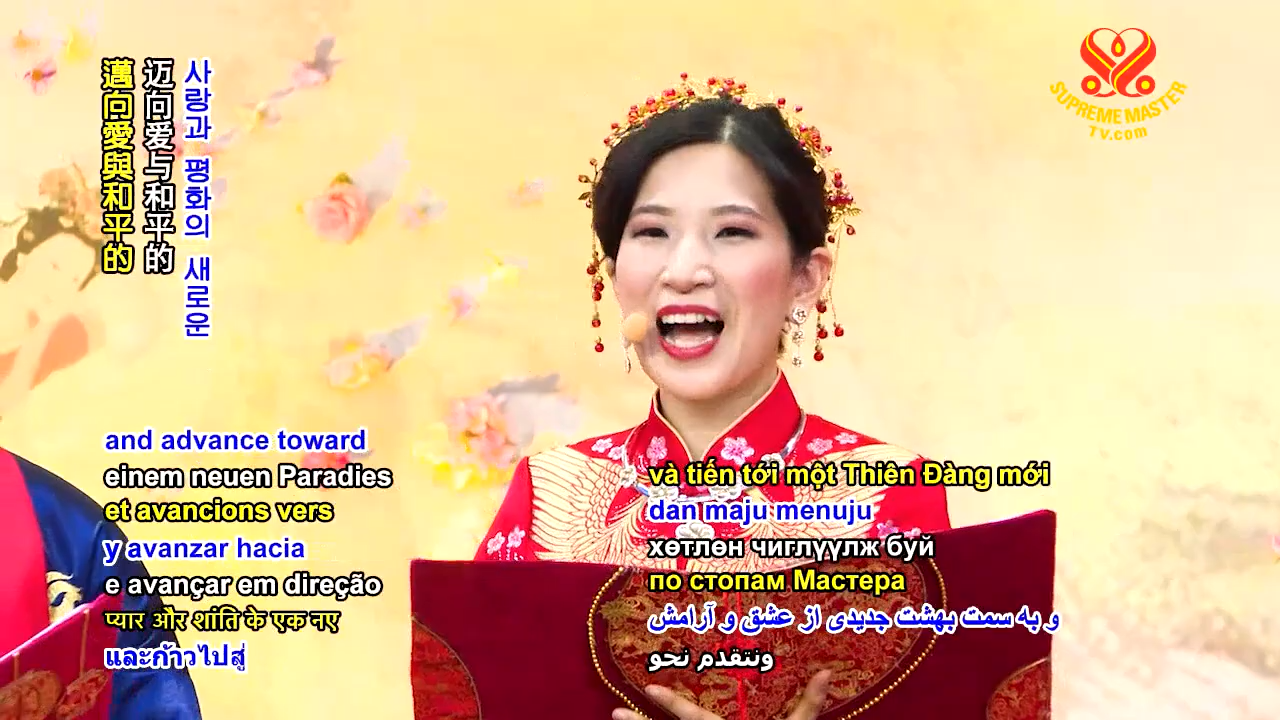 邁向愛與和平的
迈向爱与和平的
사랑과 평화의 새로운
SUPREME MASTER
TV.com
and advance toward
einem neuen Paradies
et avancions vers
y avanzar hacia
e avançar em direção
प्यार और शांति के एक नए
และก้าวไปสู่
và tiến tới một Thiên Đàng mới
dan maju menuju
хөтлөн чиглүүлж буй
по стопам Мастера
و به سمت بهشت جدیدی از عشق و آرامش
ونتقدم نحو